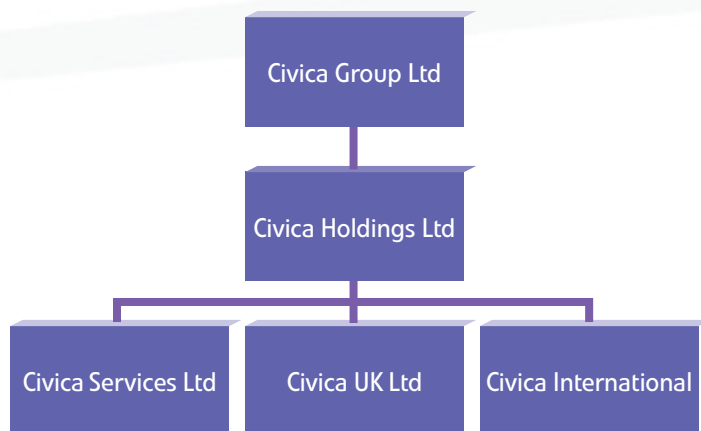 Civica Group Ltd
Civica Holdings Ltd
Civica Services Ltd
Civica UK Ltd
Civica International